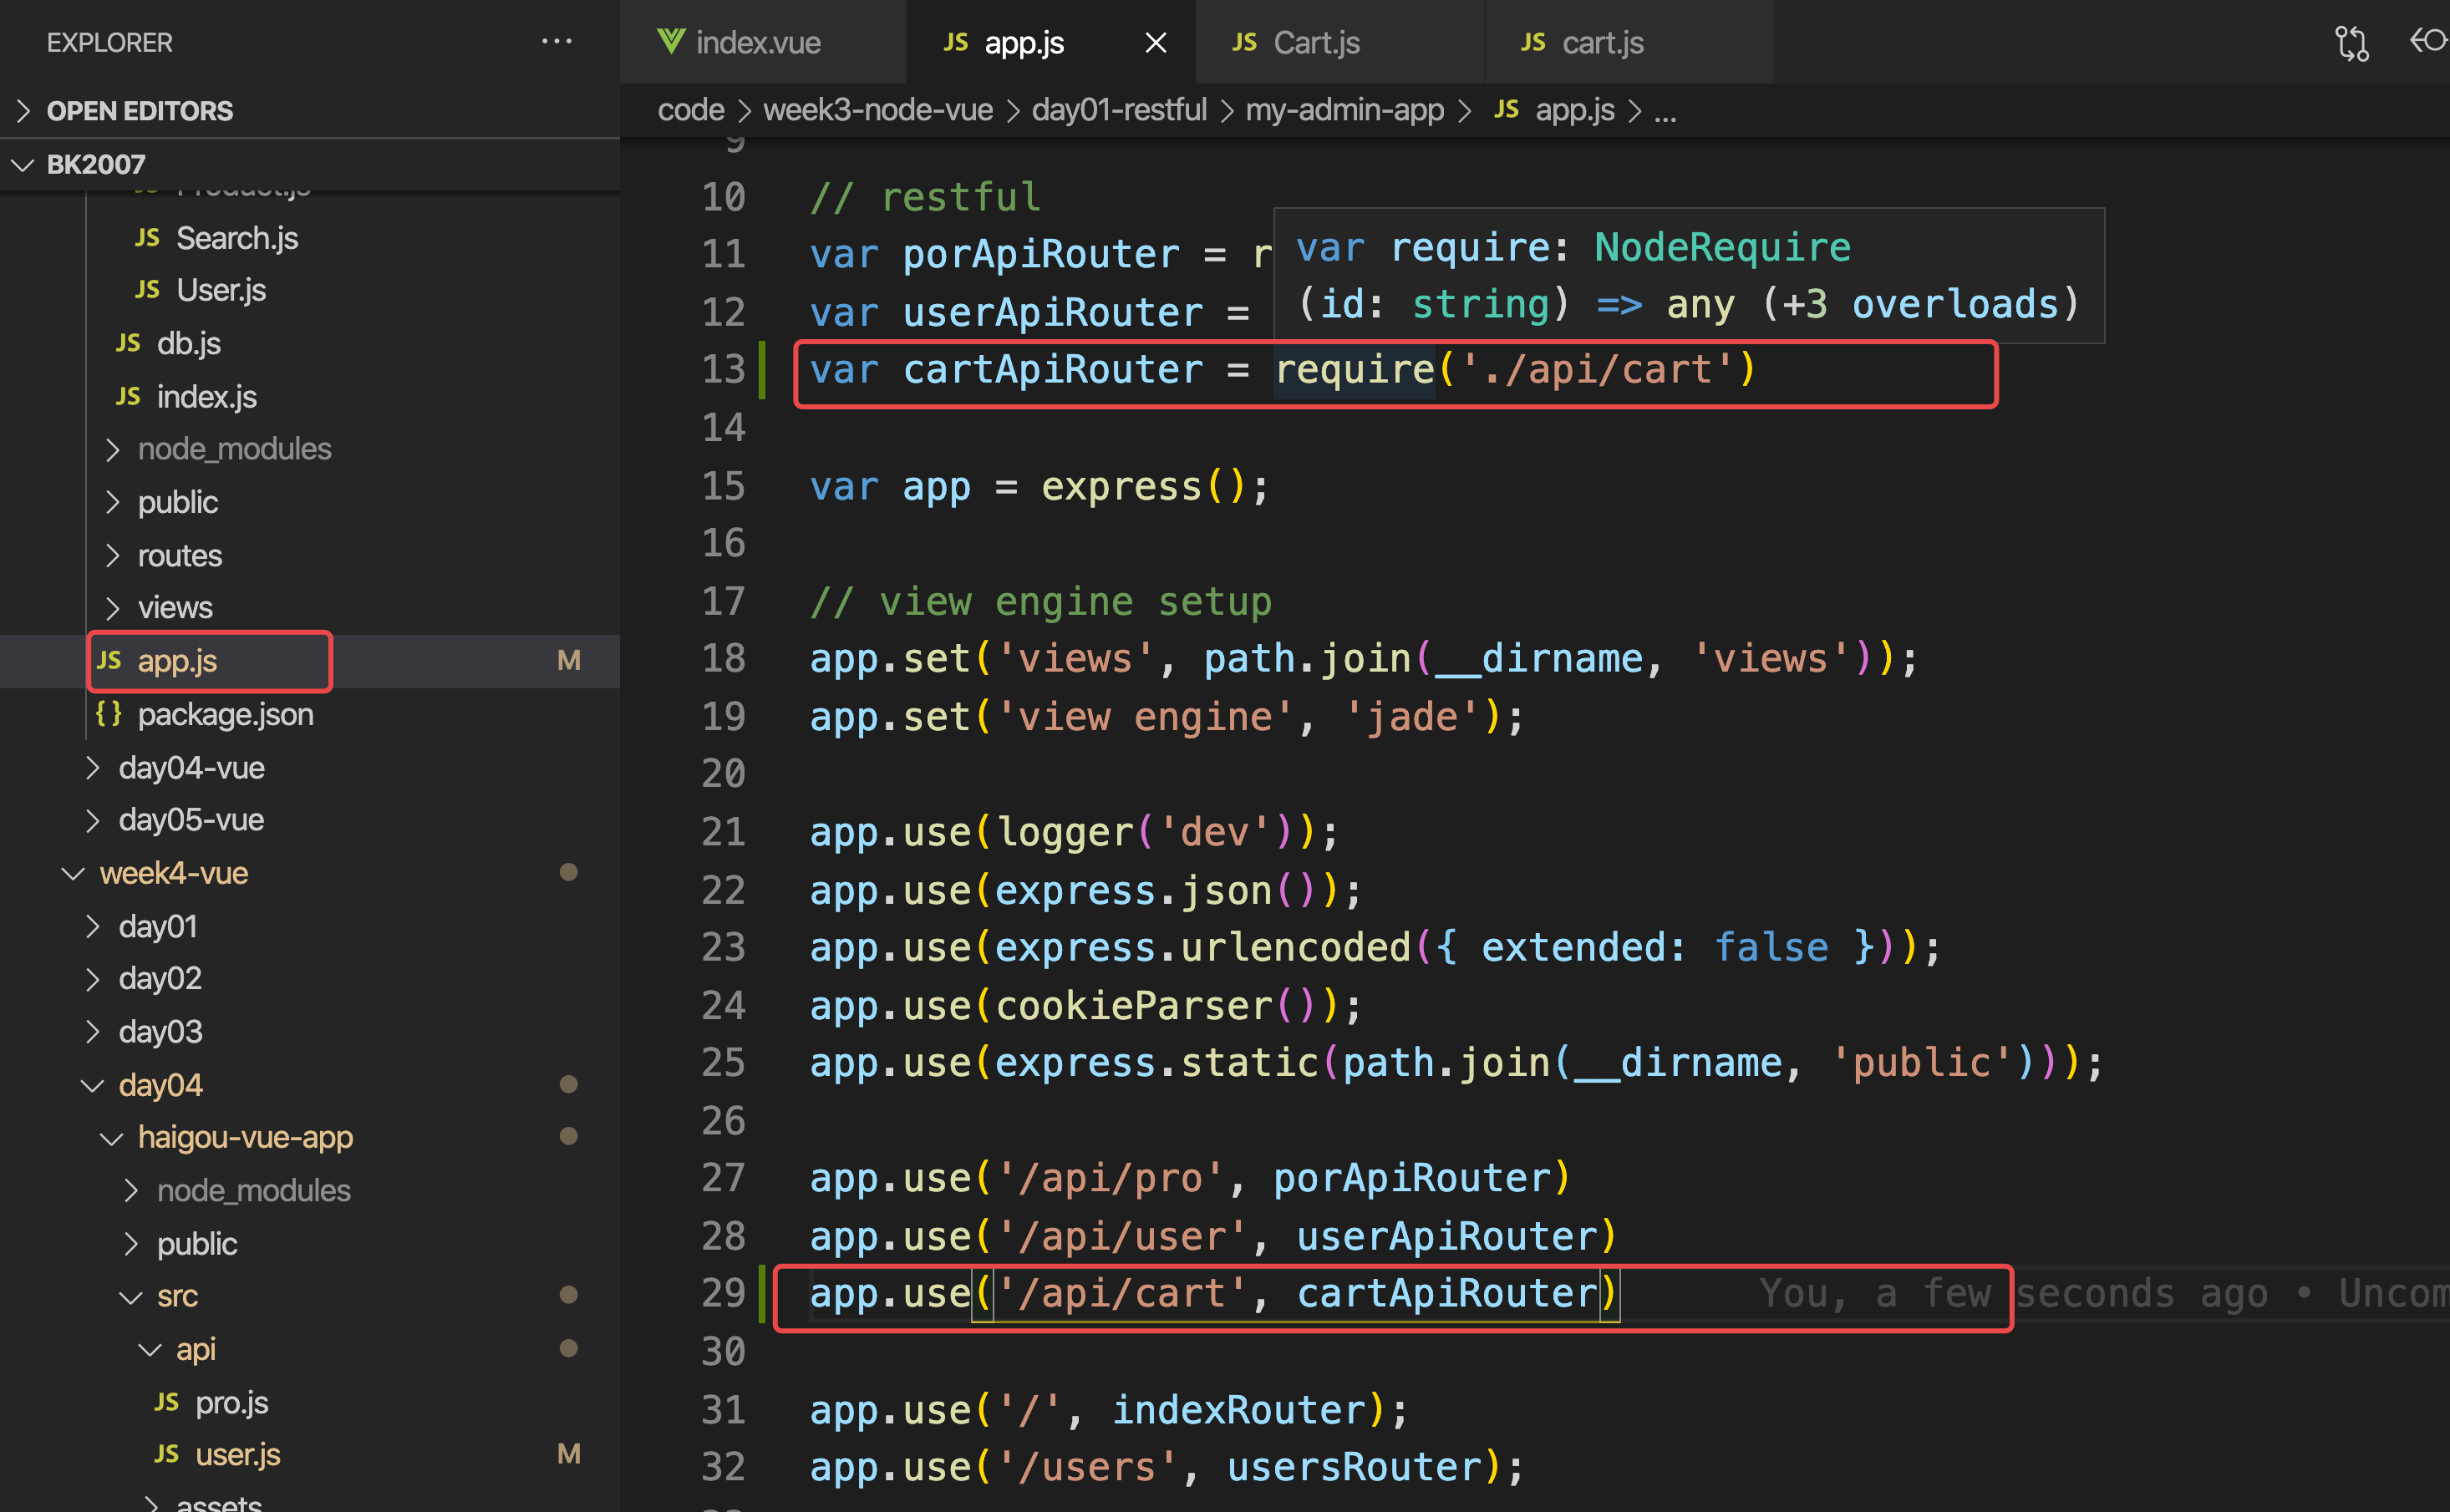 EXPLORER
···
OPEN EDITORS
BK2007
Product.js
JS Search.js
JS User.js
JS db.js
JS index.js
node_modules
public
routes
views
JS app.js M
{} package.json
day04-vue
day05-vue
week4-vue
day01
day02
day03
day04
haigou-vue-app
node_modules
public
src
api
JS pro.js
JS user.js M
assets
index.vue
JS app.js
JS Cart.js
JS cart.js
code > week3-node-vue > day01-restful > my-admin-app > JS app.js > ...
9
10 // restful
11 var porApiRouter = r
12 var userApiRouter =
var require: NodeRequire
(id: string) => any (+3 overloads)
13 var cartApiRouter = require('./api/cart')
14
15 var app = express();
16
17 // view engine setup
18 app.set('views', path.join(__dirname, 'views'));
19 app.set('view engine', 'jade');
20
21 app.use(logger('dev'));
22 app.use(express.json());
23 app.use(express.urlencoded({ extended: false }));
24 app.use(cookieParser());
25 app.use(express.static(path.join(__dirname, 'public')));
26
27 app.use('/api/pro', porApiRouter)
28 app.use('/api/user', userApiRouter)
29 app.use('/api/cart', cartApiRouter) You, a few seconds ago • Uncom
30
31 app.use('/', indexRouter);
32 app.use('/users', usersRouter);